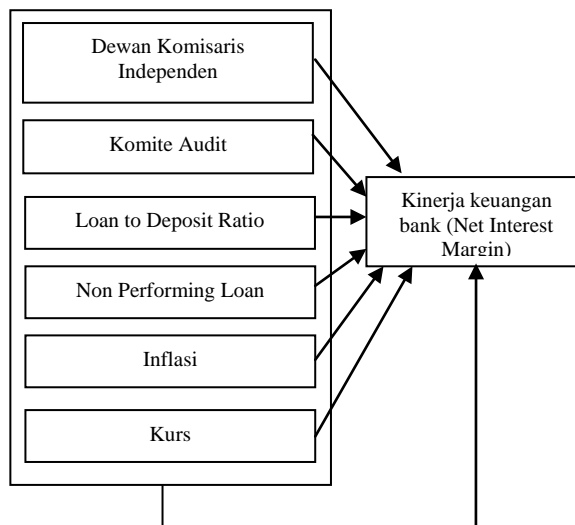 Dewan Komisaris
Independen
Komite Audit
Loan to Deposit Ratio
Non Performing Loan
Inflasi
Kurs
Kinerja keuangan
bank (Net Interest
Margin)